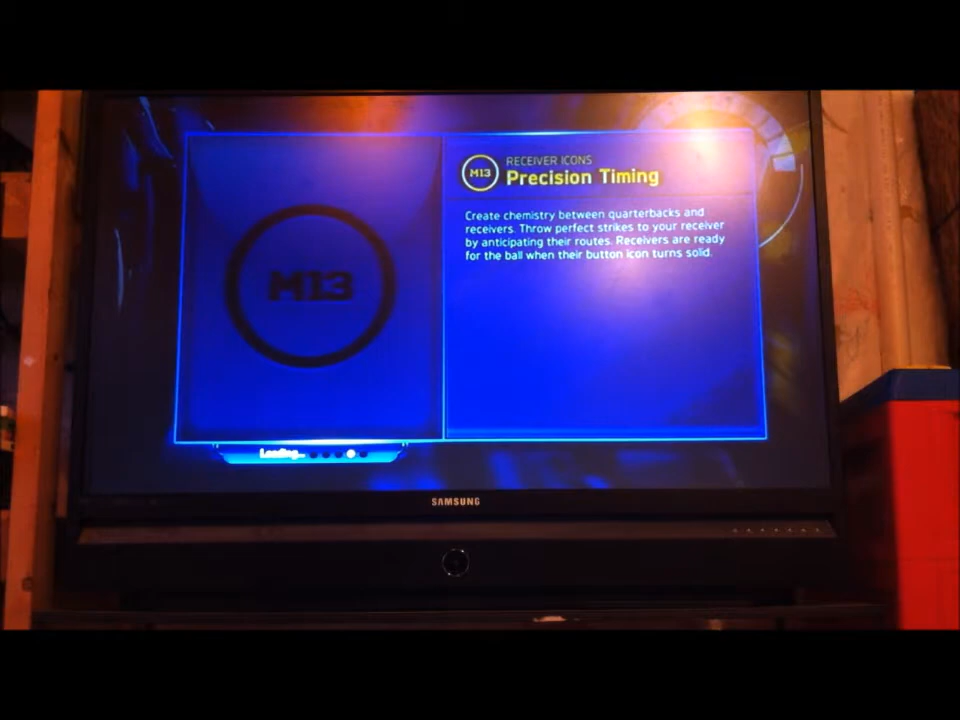 M13
RECEIVER ICONS
Precision Timing
Create chemistry between quarterbacks and
receivers. Throw perfect strikes to your receiver
by anticipating their routes. Receivers are ready
for the ball when their button icon turns solid.
M13
Loading...
SAMSUNG